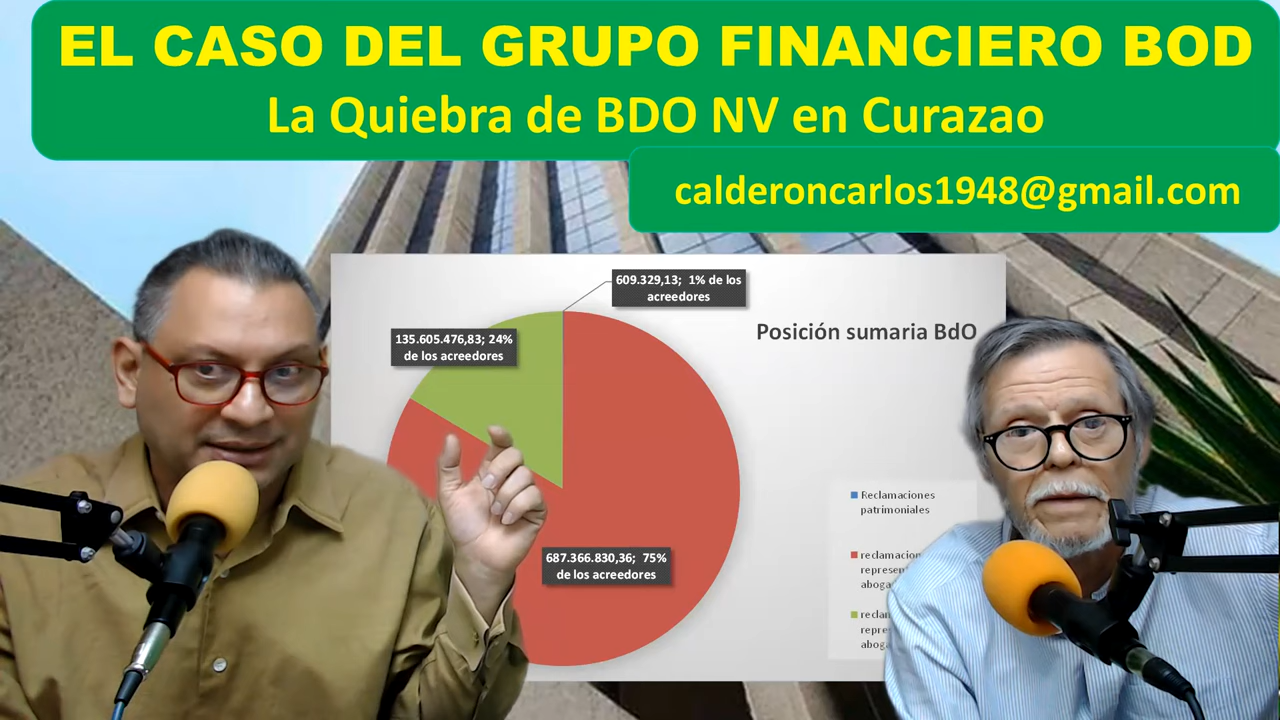 EL CASO DEL GRUPO FINANCIERO BOD
La Quiebra de BDO NV en Curazao
calderoncarlos1948@gmail.com
609.329,13; 1% de los
acreedores
Posición sumaria BdO
135.605.476,83; 24%
de los acreedores
Reclamaciones
patrimoniales
687.366.830,36; 75%
de los acreedores